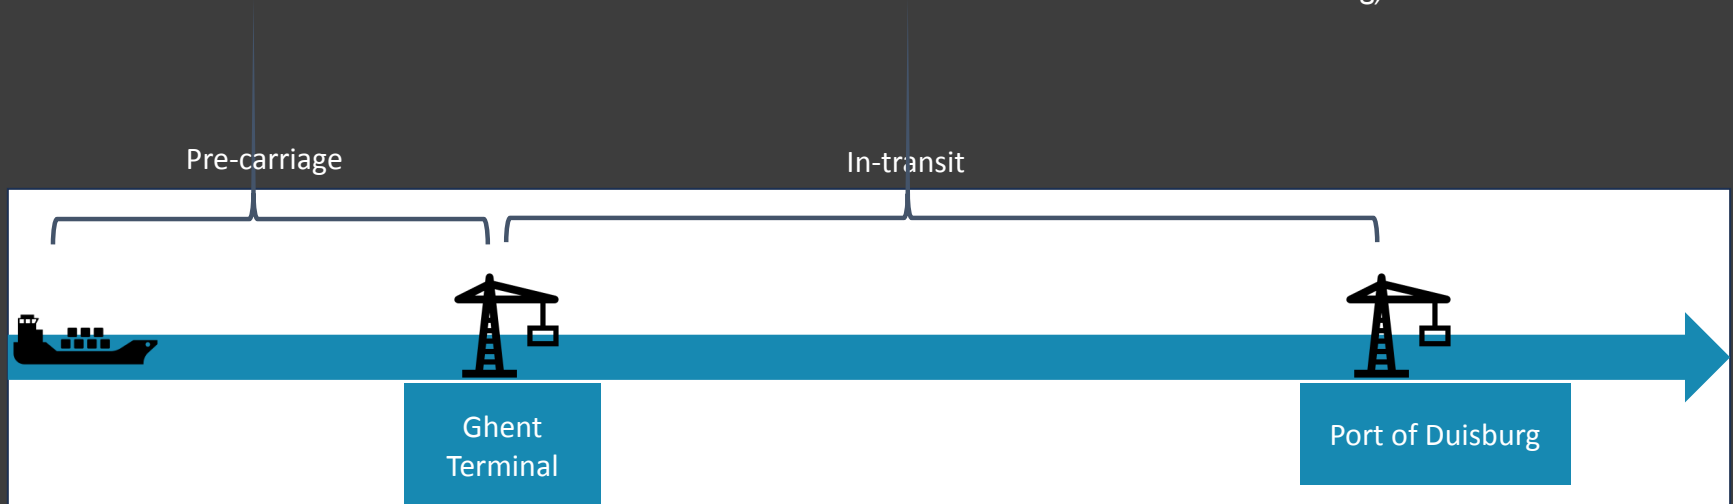 Pre-carriage
In-transit
Ghent
Terminal
Port of Duisburg